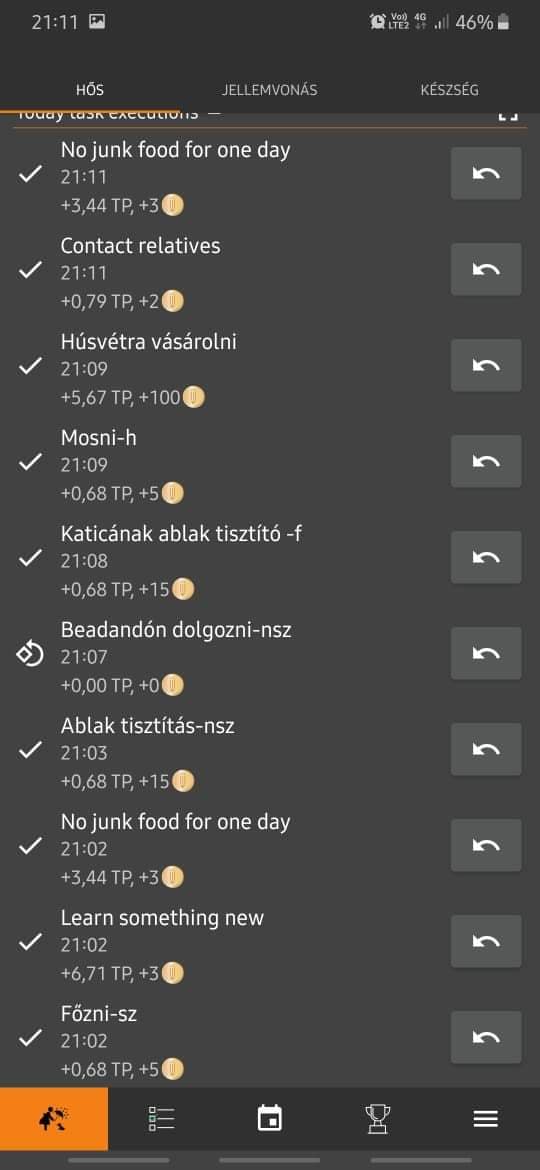 21:11 Vo)) LTE2 4G 46%
HŐS JELLEMVONÁS KÉSZSÉG
Today task executions —
No junk food for one day
21:11
+3,44 TP, +3
Contact relatives
21:11
+0,79 TP, +2
Húsvétra vásárolni
21:09
+5,67 TP, +100
Mosni-h
21:09
+0,68 TP, +5
Katicának ablak tisztító -f
21:08
+0,68 TP, +15
Beadandón dolgozni-nsz
21:07
+0,00 TP, +0
Ablak tisztítás-nsz
21:03
+0,68 TP, +15
No junk food for one day
21:02
+3,44 TP, +3
Learn something new
21:02
+6,71 TP, +3
Főzni-sz
21:02
+0,68 TP, +5